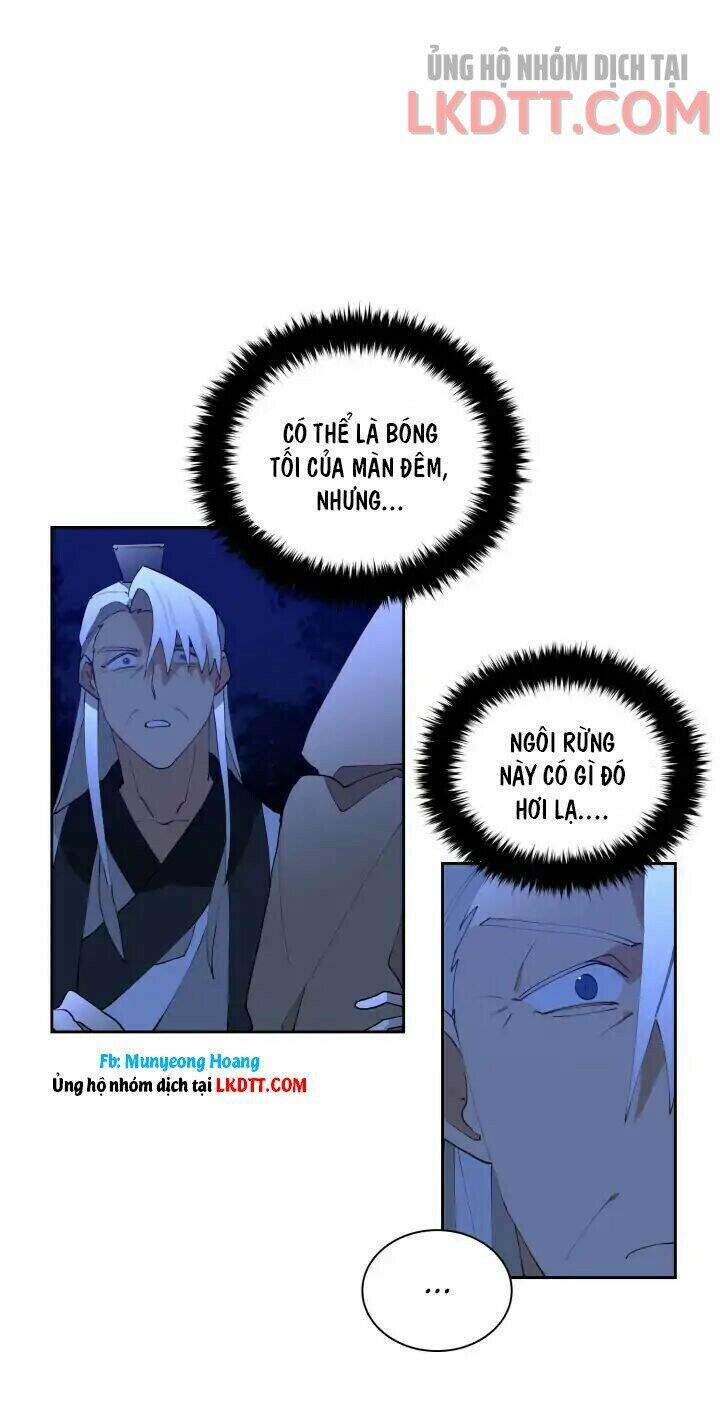 ỦNG HỘ NHÓM DỊCH TẠI
LKDTT.COM
CÓ THỂ LÀ BÓNG
TỐI CỦA MÀN ĐÊM,
NHƯNG...
NGÔI RỪNG
NÀY CÓ GÌ ĐÓ
HƠI LẠ....
Fb: Munyeong Hoang
Ủng hộ nhóm dịch tại LKDTT.COM
...